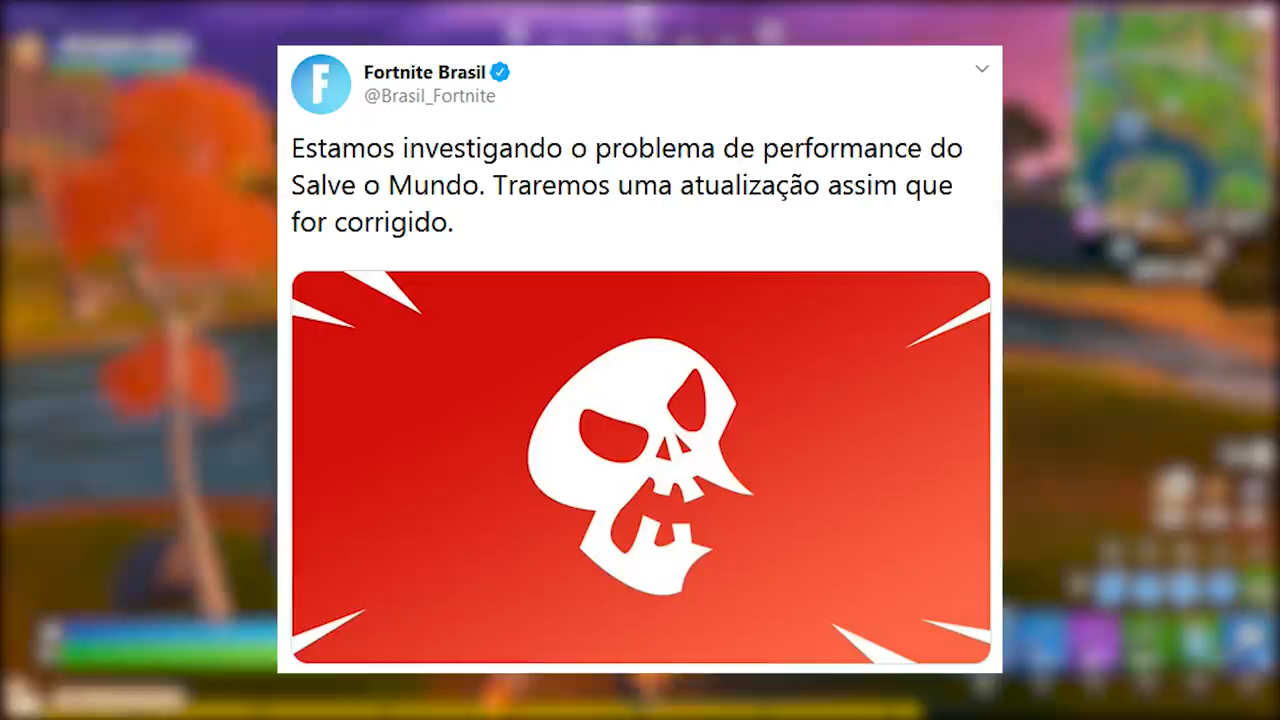 Fortnite Brasil
@Brasil_Fortnite
Estamos investigando o problema de performance do
Salve o Mundo. Traremos uma atualização assim que
for corrigido.